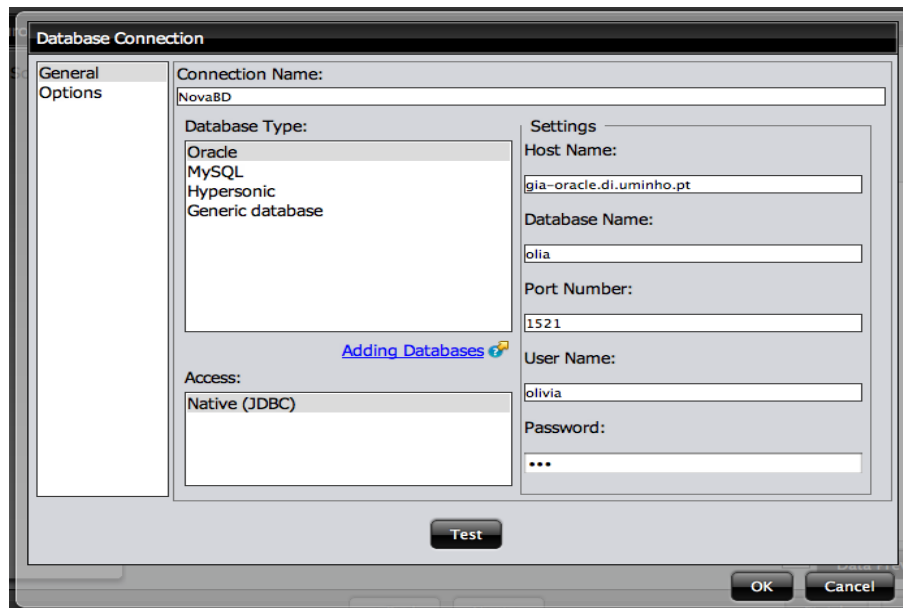 Database Connection
General
Options
Connection Name:
NovaBD
Database Type:
Oracle
MySQL
Hypersonic
Generic database
Adding Databases
Access:
Native (JDBC)
Settings
Host Name:
gia-oracle.di.uminho.pt
Database Name:
olia
Port Number:
1521
User Name:
olivia
Password:
•••
Test
OK
Cancel